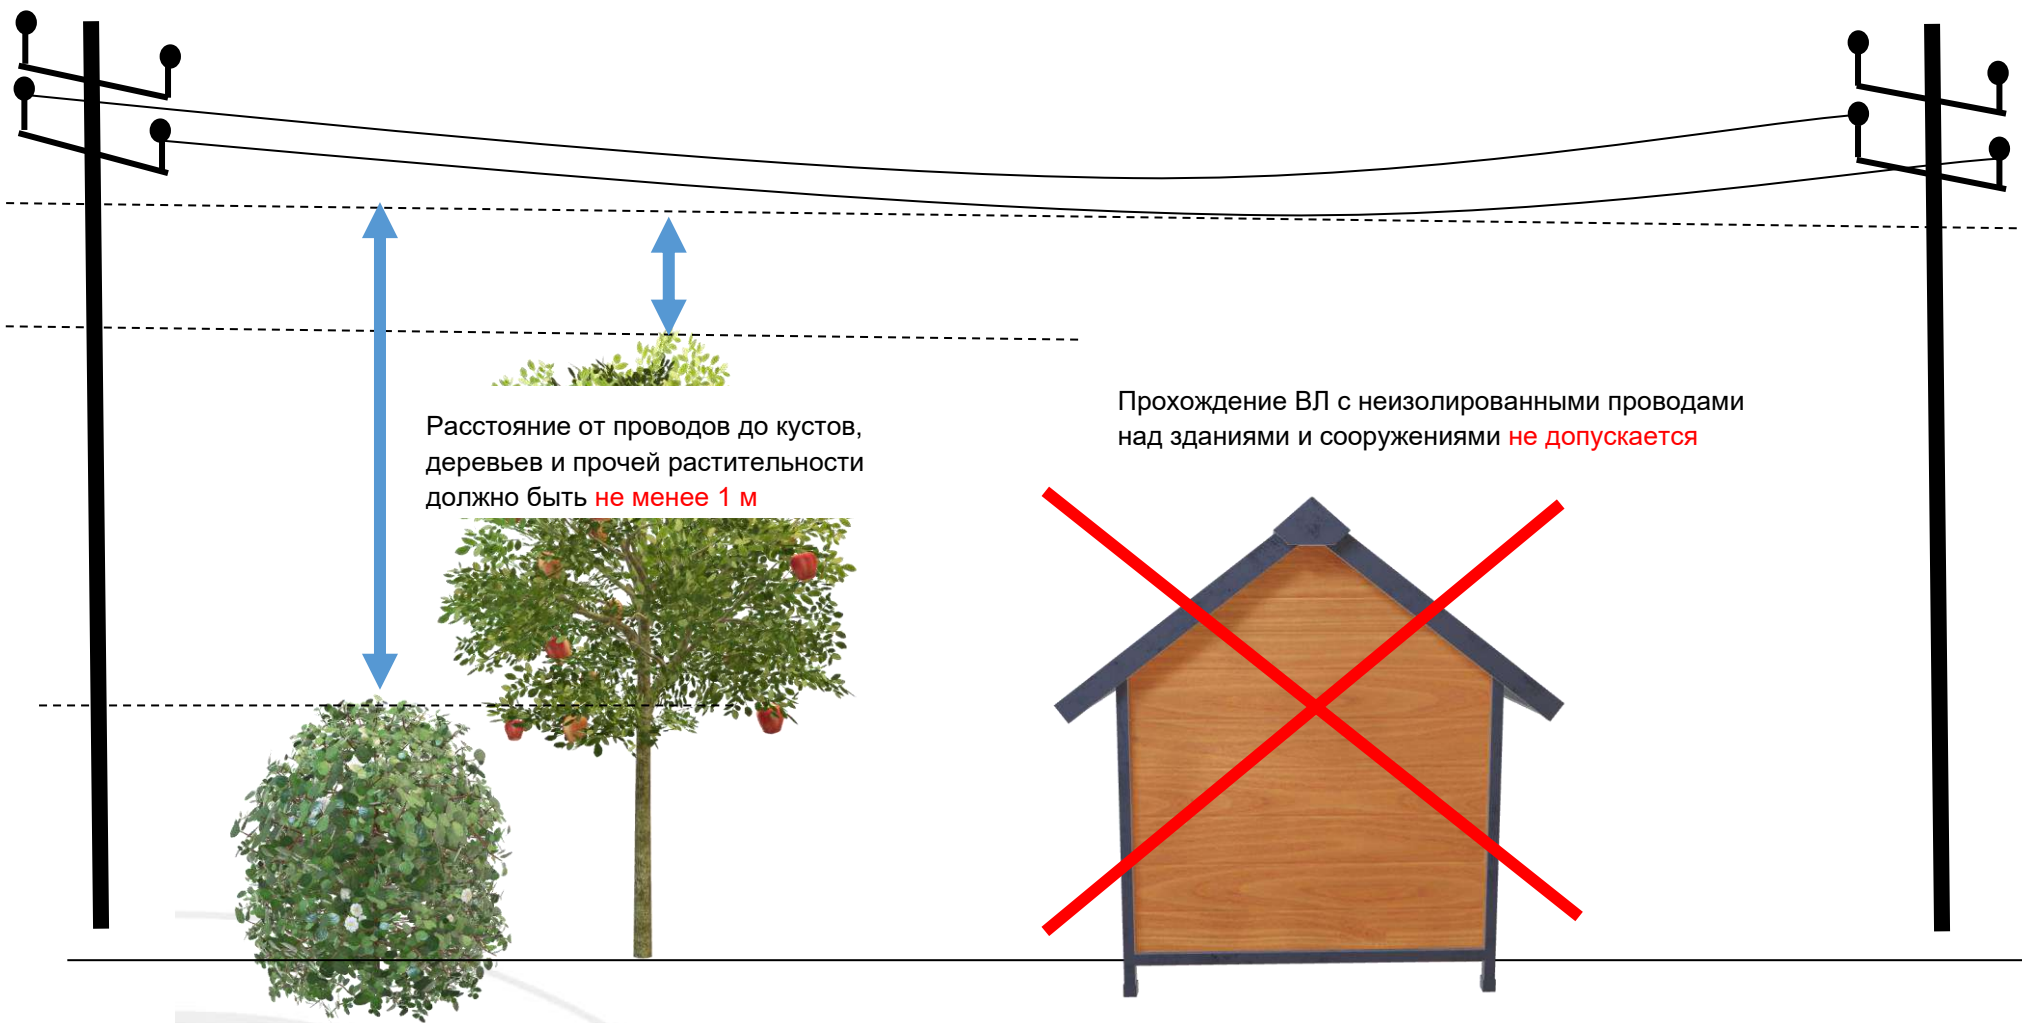 Расстояние от проводов до кустов,
деревьев и прочей растительности
должно быть не менее 1 м
Прохождение ВЛ с неизолированными проводами
над зданиями и сооружениями не допускается